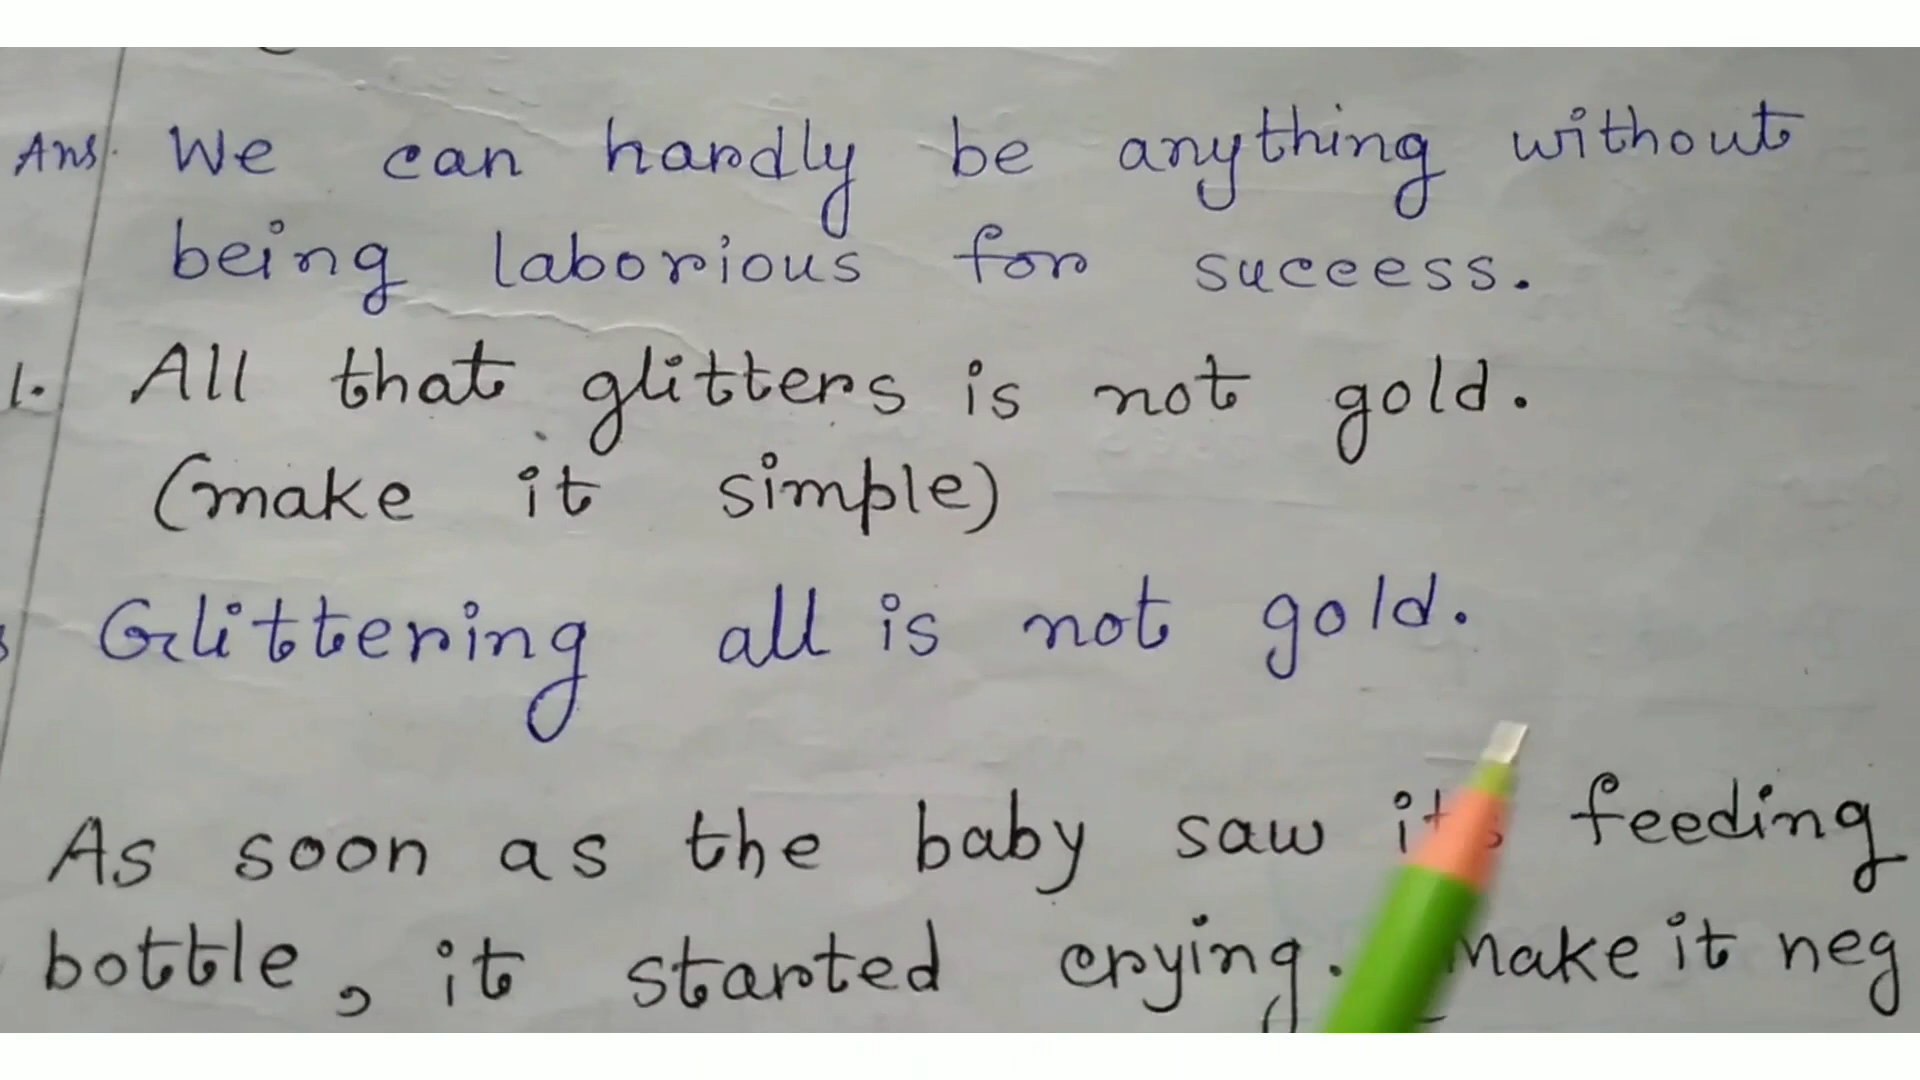 Ans. We can hardly be anything without
being laborious for success.
1. All that glitters is not gold.
(make it simple)
Glittering all is not gold.
As soon as the baby saw its feeding
bottle, it started crying. Make it neg